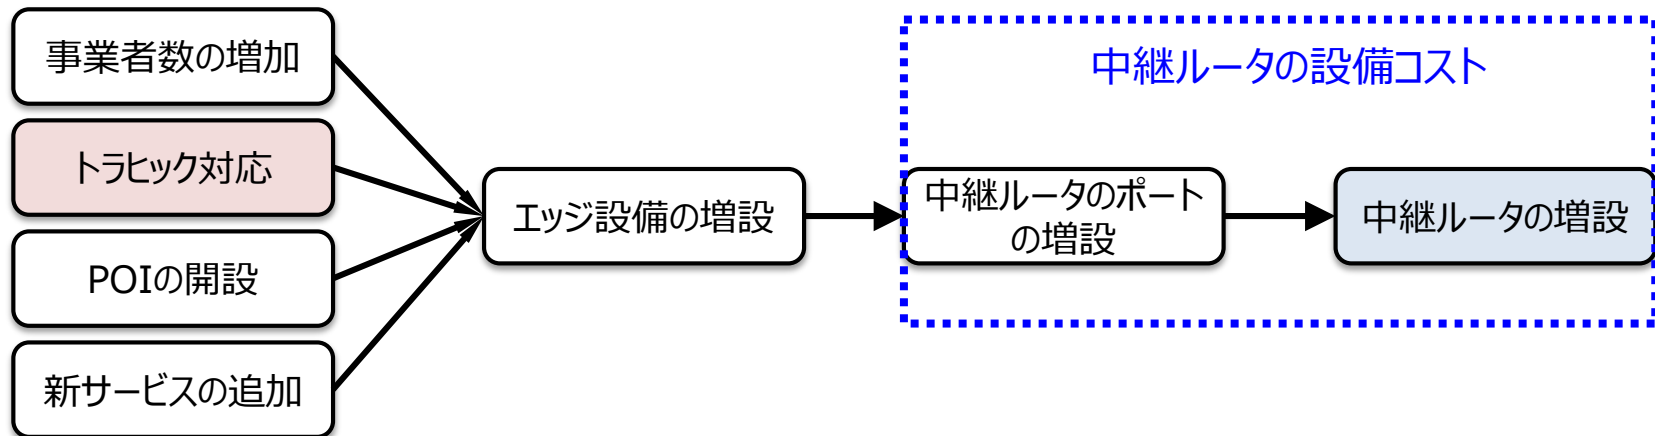 事業者数の増加
トラヒック対応
POIの開設
新サービスの追加
エッジ設備の増設
中継ルータの設備コスト
中継ルータのポート
の増設
中継ルータの増設